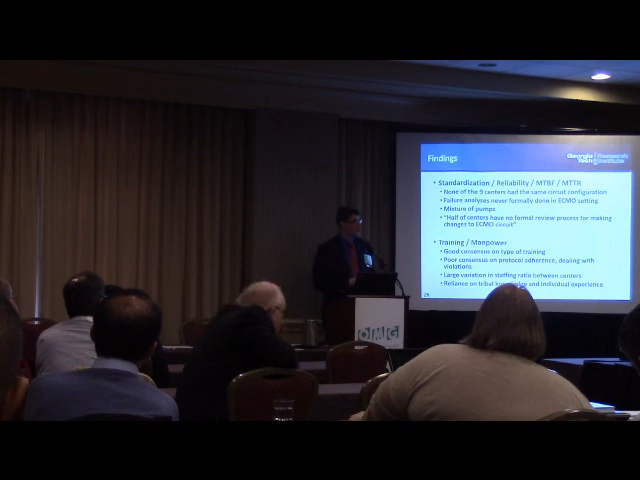 Findings
Georgia Tech Research Institute
• Standardization / Reliability / MTBF / MTTR
• None of the 9 centers had the same circuit configuration
• Failure analyses never formally done in ECMO setting
• Mixture of pumps
• "Half of centers have no formal review process for making
changes to ECMO circuit"
• Training / Manpower
• Good consensus on type of training
• Poor consensus on protocol adherence, dealing with
violations
• Large variation in staffing ratio between centers
• Reliance on tribal knowledge and individual experience
29
OMG